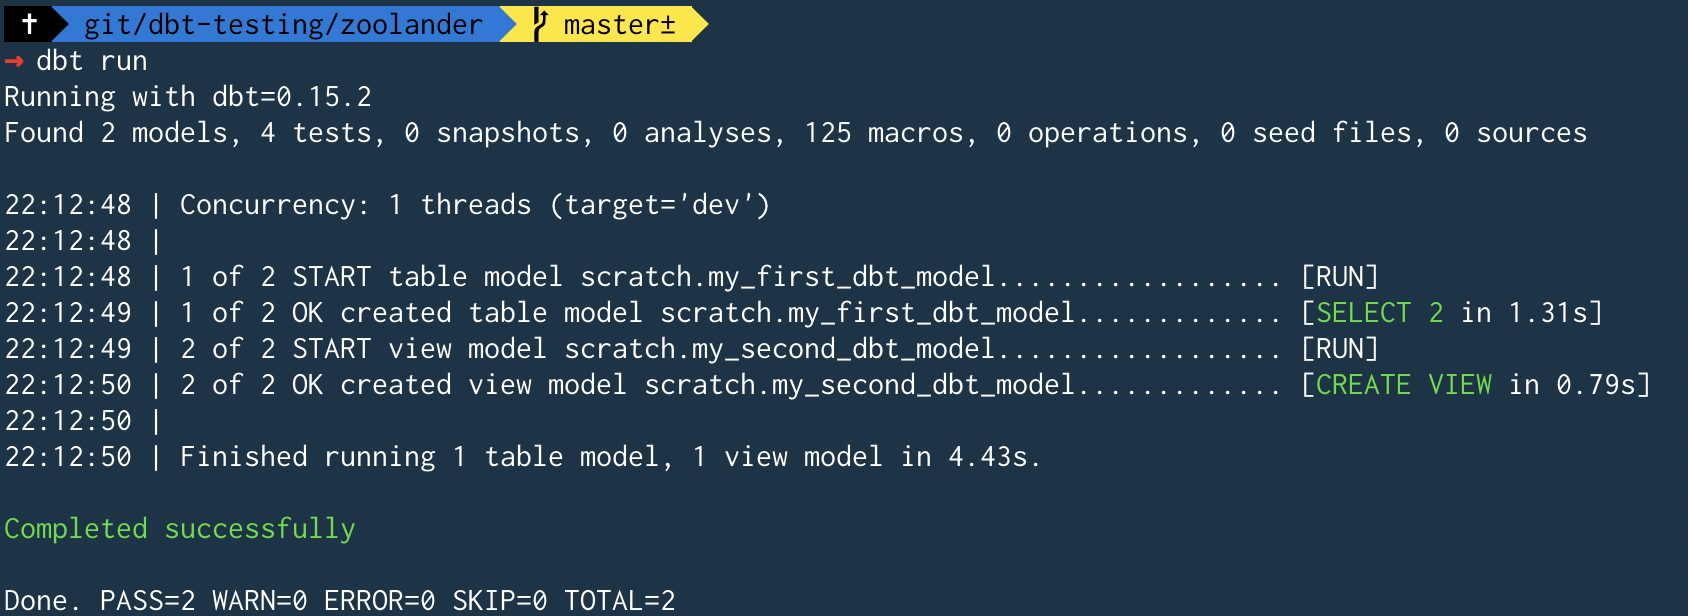 ✝ git/dbt-testing/zoolander master±
→ dbt run
Running with dbt=0.15.2
Found 2 models, 4 tests, 0 snapshots, 0 analyses, 125 macros, 0 operations, 0 seed files, 0 sources
22:12:48 | Concurrency: 1 threads (target='dev')
22:12:48 |
22:12:48 | 1 of 2 START table model scratch.my_first_dbt_model.................. [RUN]
22:12:49 | 1 of 2 OK created table model scratch.my_first_dbt_model............. [SELECT 2 in 1.31s]
22:12:49 | 2 of 2 START view model scratch.my_second_dbt_model.................. [RUN]
22:12:50 | 2 of 2 OK created view model scratch.my_second_dbt_model............. [CREATE VIEW in 0.79s]
22:12:50 |
22:12:50 | Finished running 1 table model, 1 view model in 4.43s.
Completed successfully
Done. PASS=2 WARN=0 ERROR=0 SKIP=0 TOTAL=2